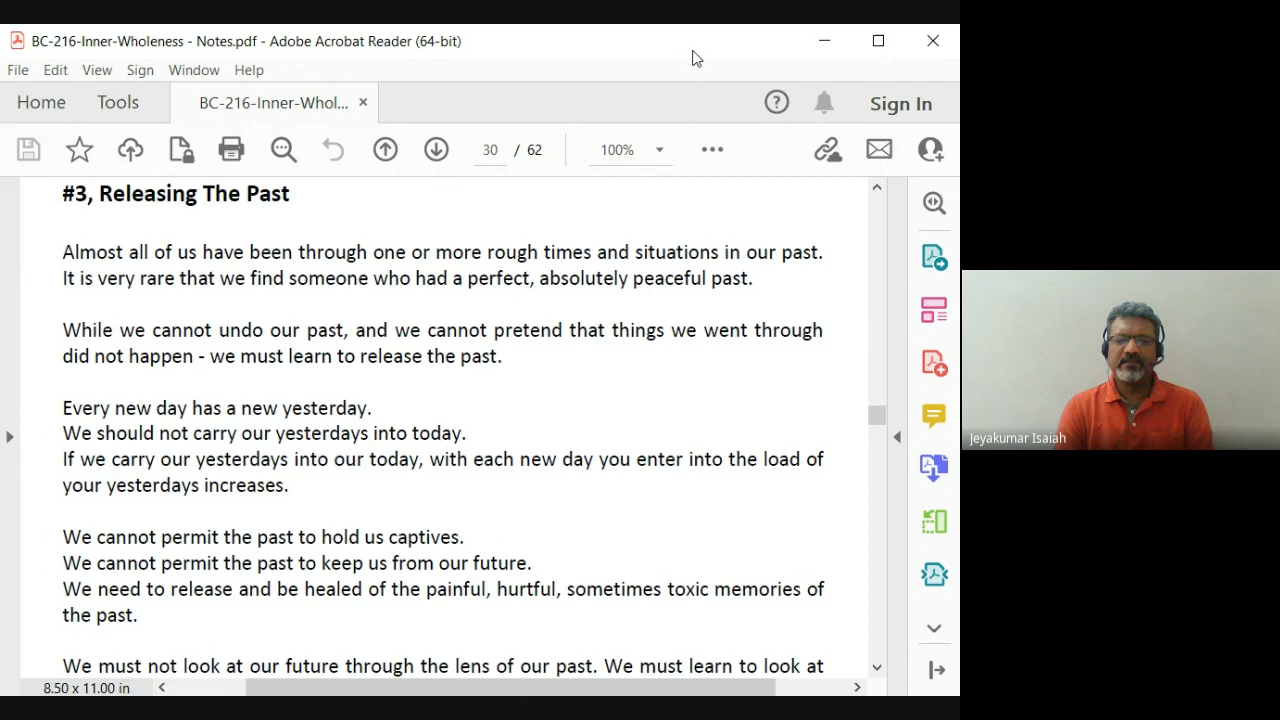 BC-216-Inner-Wholeness - Notes.pdf - Adobe Acrobat Reader (64-bit)
File Edit View Sign Window Help
Home Tools BC-216-Inner-Whol... Sign In
30 / 62 100%
#3, Releasing The Past
Almost all of us have been through one or more rough times and situations in our past.
It is very rare that we find someone who had a perfect, absolutely peaceful past.
While we cannot undo our past, and we cannot pretend that things we went through
did not happen - we must learn to release the past.
Every new day has a new yesterday.
We should not carry our yesterdays into today.
If we carry our yesterdays into our today, with each new day you enter into the load of
your yesterdays increases.
We cannot permit the past to hold us captives.
We cannot permit the past to keep us from our future.
We need to release and be healed of the painful, hurtful, sometimes toxic memories of
the past.
We must not look at our future through the lens of our past. We must learn to look at
8.50 x 11.00 in
Jeyakumar Isaiah